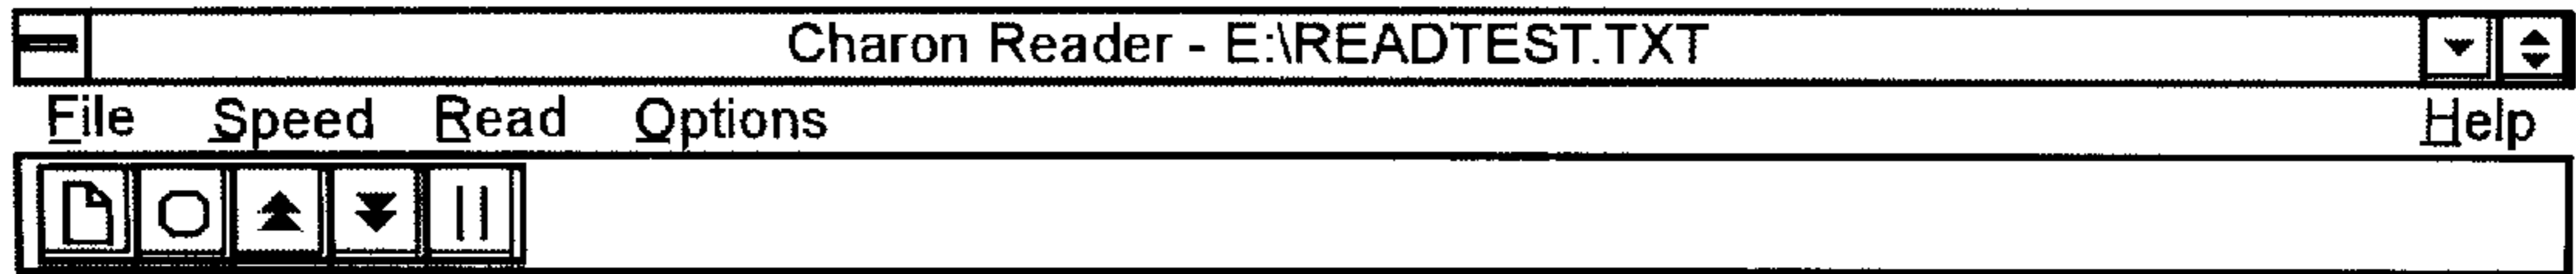 Charon Reader - E:\READTEST.TXT
File Speed Read Options Help